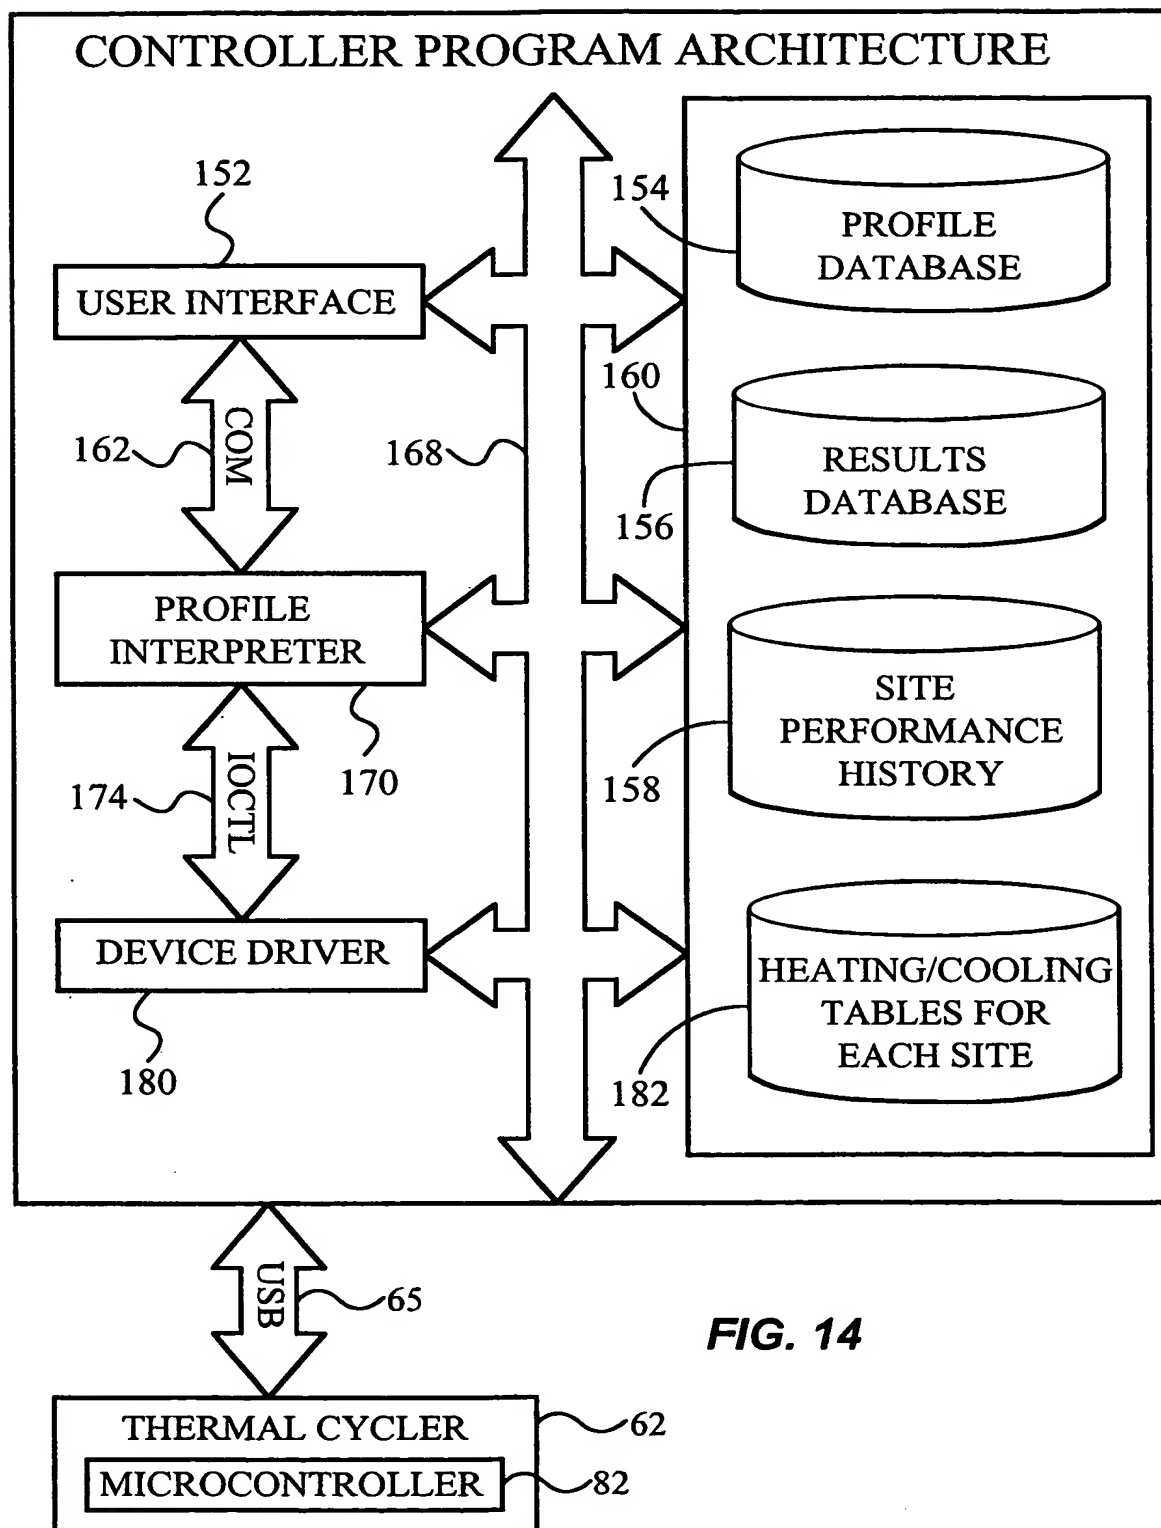 CONTROLLER PROGRAM ARCHITECTURE
152
USER INTERFACE
154
PROFILE
DATABASE
162
COM
168
160
156
RESULTS
DATABASE
PROFILE
INTERPRETER
170
174
IOCTL
158
SITE
PERFORMANCE
HISTORY
DEVICE DRIVER
180
182
HEATING/COOLING
TABLES FOR
EACH SITE
USB
65
FIG. 14
THERMAL CYCLER
62
MICROCONTROLLER
82